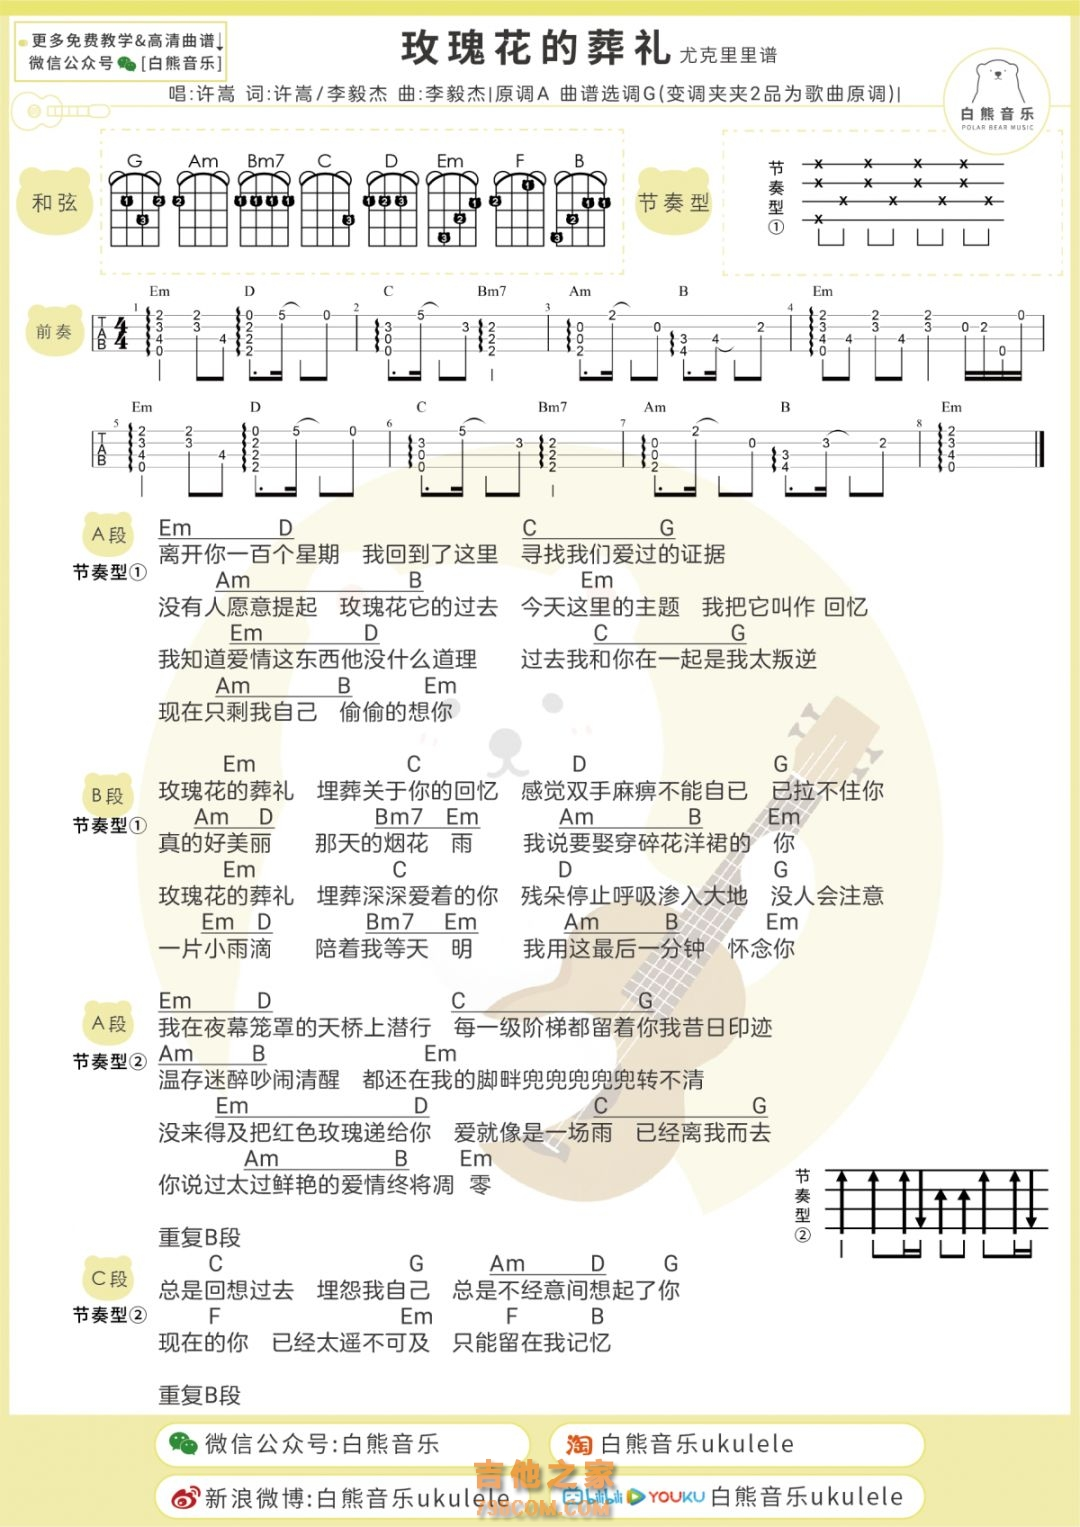 更多免费教学&高清曲谱↓
微信公众号 [白熊音乐]
玫瑰花的葬礼 尤克里里谱
唱:许嵩 词:许嵩/李毅杰 曲:李毅杰|原调A 曲谱选调G(变调夹夹2品为歌曲原调)|
白熊音乐
POLAR BEAR MUSIC
和弦
G Am Bm7 C D Em F B
节奏型
节奏型①
前奏
Em D C Bm7 Am B Em
Em D C Bm7 Am B Em
A段
节奏型①
Em D C G
离开你一百个星期 我回到了这里 寻找我们爱过的证据
Am B Em
没有人愿意提起 玫瑰花它的过去 今天这里的主题 我把它叫作 回忆
Em D C G
我知道爱情这东西他没什么道理 过去我和你在一起是我太叛逆
Am B Em
现在只剩我自己 偷偷的想你
B段
节奏型①
Em C D G
玫瑰花的葬礼 埋葬关于你的回忆 感觉双手麻痹不能自已 已拉不住你
Am D Bm7 Em Am B Em
真的好美丽 那天的烟花 雨 我说要娶穿碎花洋裙的 你
Em C D G
玫瑰花的葬礼 埋葬深深爱着的你 残朵停止呼吸渗入大地 没人会注意
Em D Bm7 Em Am B Em
一片小雨滴 陪着我等天 明 我用这最后一分钟 怀念你
A段
节奏型②
Em D C G
我在夜幕笼罩的天桥上潜行 每一级阶梯都留着你我昔日印迹
Am B Em
温存迷醉吵闹清醒 都还在我的脚畔兜兜兜兜兜转不清
Em D C G
没来得及把红色玫瑰递给你 爱就像是一场雨 已经离我而去
Am B Em
你说过太过鲜艳的爱情终将凋 零
节奏型②
重复B段
C段
节奏型②
C G Am D G
总是回想过去 埋怨我自己 总是不经意间想起了你
F Em F B
现在的你 已经太遥不可及 只能留在我记忆
重复B段
微信公众号:白熊音乐
淘 白熊音乐ukulele
新浪微博:白熊音乐ukulele
bilibili YOUKU 白熊音乐ukulele
吉他之家
798COM.COM